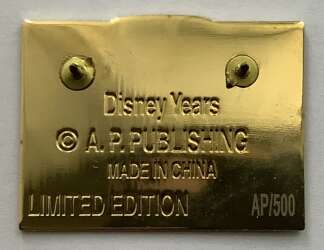 Disney Years
© A. P. PUBLISHING
MADE IN CHINA
LIMITED EDITION AP/500